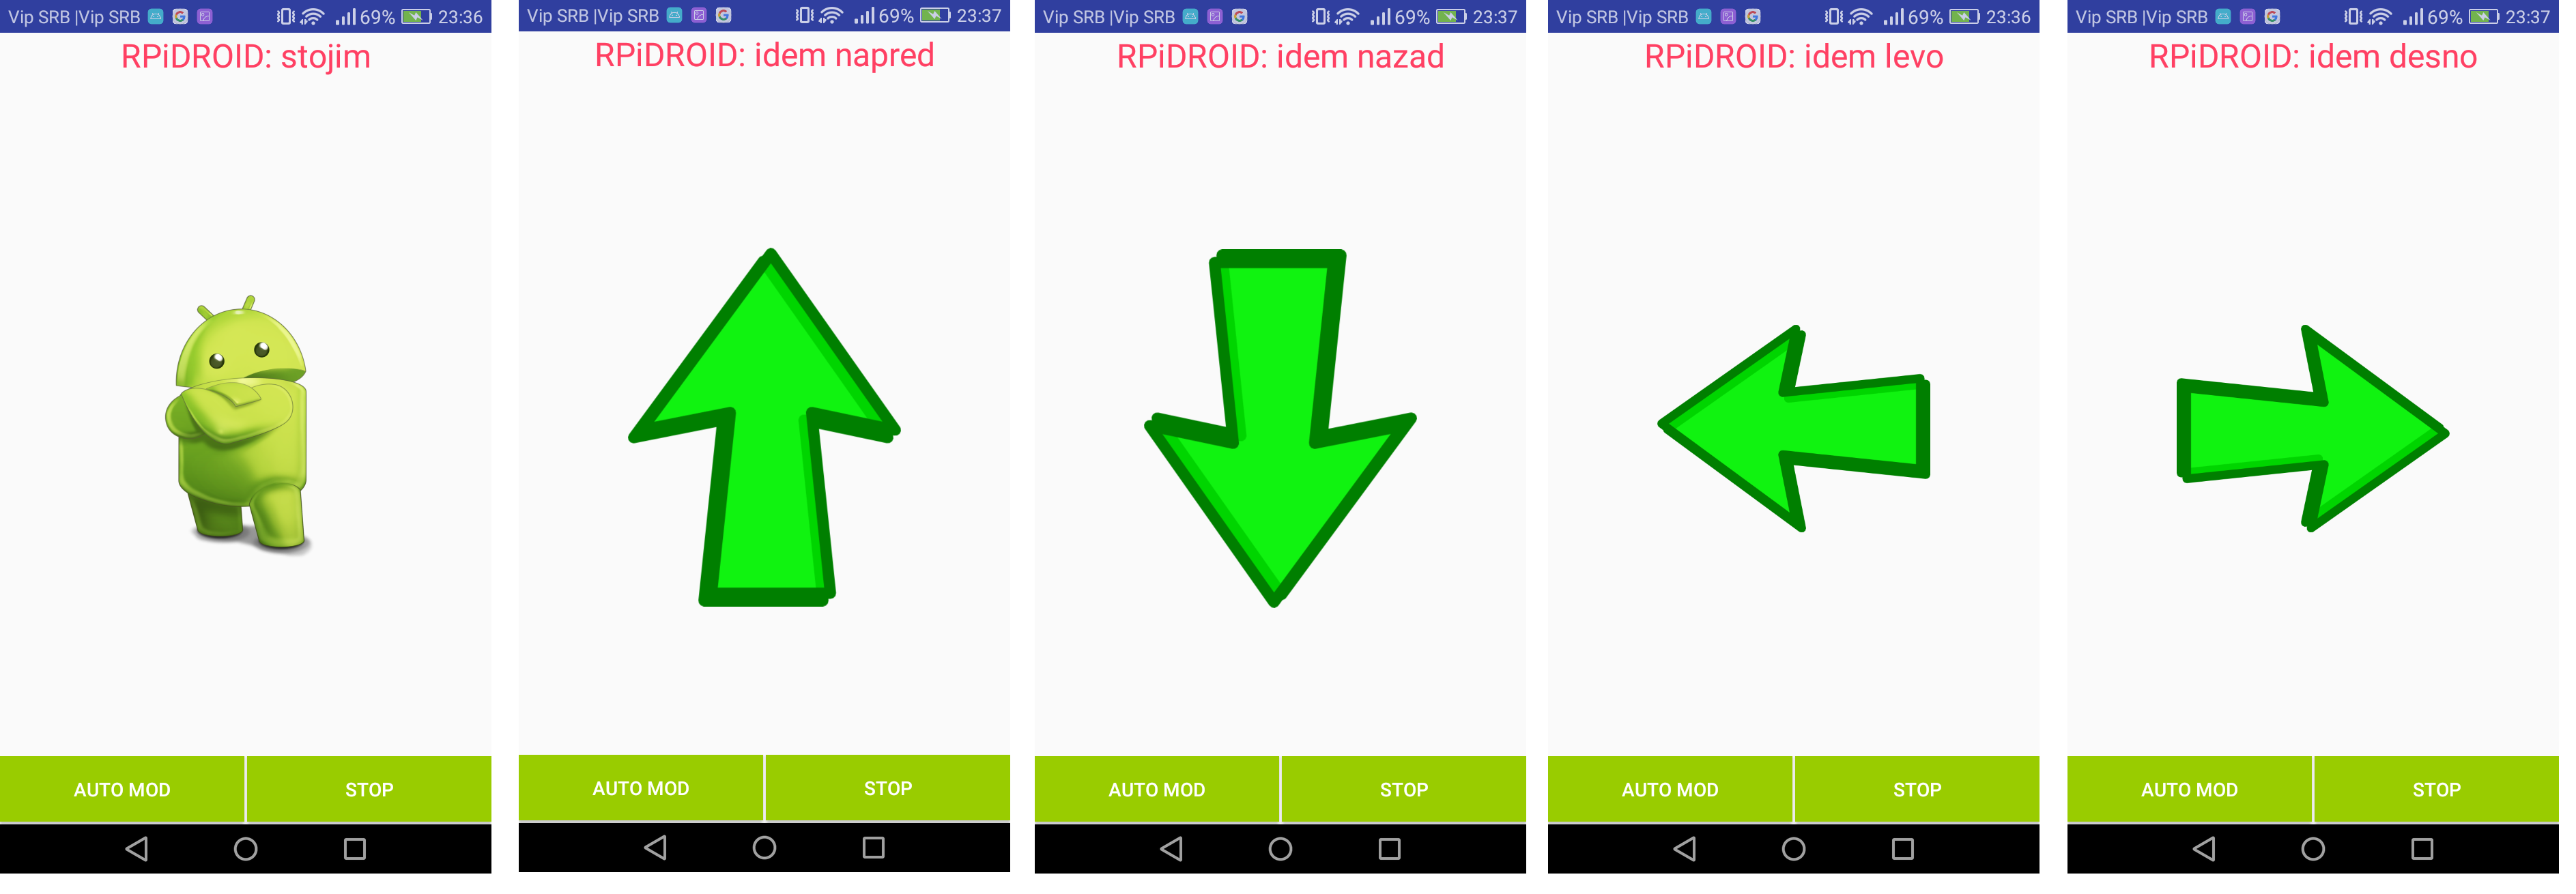 Vip SRB |Vip SRB 69% 23:36
RPiDROID: stojim
AUTO MOD STOP
Vip SRB |Vip SRB 69% 23:37
RPiDROID: idem napred
AUTO MOD STOP
Vip SRB |Vip SRB 69% 23:37
RPiDROID: idem nazad
AUTO MOD STOP
Vip SRB |Vip SRB 69% 23:36
RPiDROID: idem levo
AUTO MOD STOP
Vip SRB |Vip SRB 69% 23:37
RPiDROID: idem desno
AUTO MOD STOP